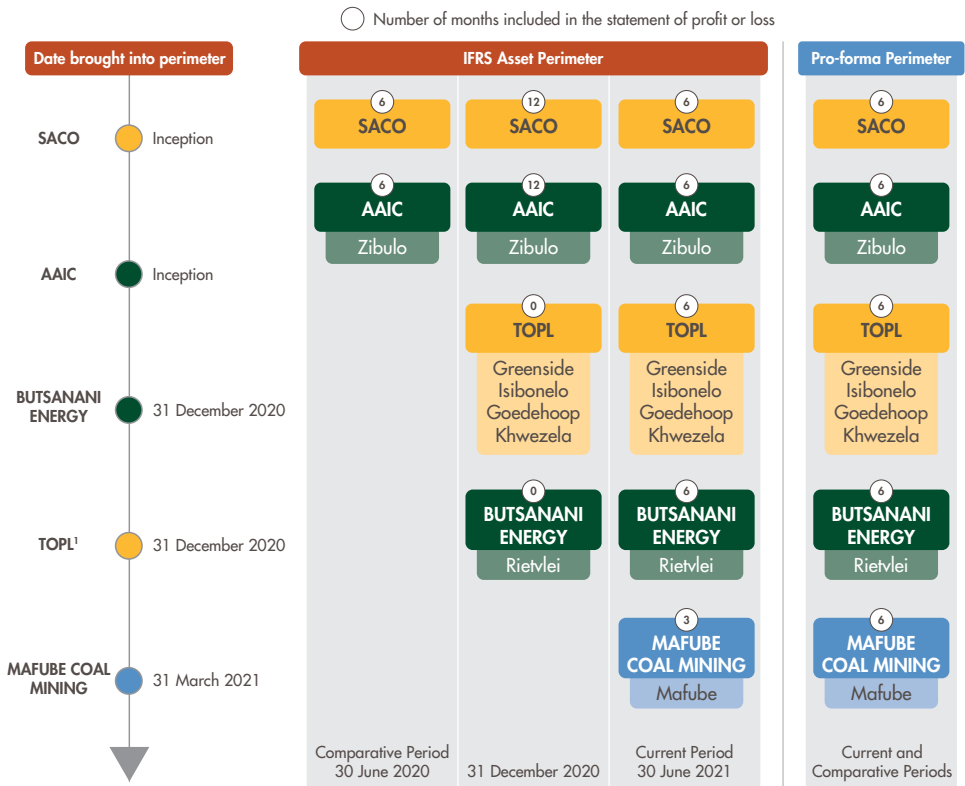 Number of months included in the statement of profit or loss
Date brought into perimeter
IFRS Asset Perimeter
Pro-forma Perimeter
SACO
Inception
AAIC
Inception
BUTSANANI
ENERGY
31 December 2020
TOPL¹
31 December 2020
MAFUBE COAL
MINING
31 March 2021
6
SACO
6
AAIC
Zibulo
Comparative Period
30 June 2020
12
SACO
12
AAIC
Zibulo
0
TOPL
Greenside
Isibonelo
Goedehoop
Khwezela
0
BUTSANANI
ENERGY
Rietvlei
31 December 2020
6
SACO
6
AAIC
Zibulo
6
TOPL
Greenside
Isibonelo
Goedehoop
Khwezela
6
BUTSANANI
ENERGY
Rietvlei
3
MAFUBE
COAL MINING
Mafube
Current Period
30 June 2021
6
SACO
6
AAIC
Zibulo
6
TOPL
Greenside
Isibonelo
Goedehoop
Khwezela
6
BUTSANANI
ENERGY
Rietvlei
6
MAFUBE
COAL MINING
Mafube
Current and
Comparative Periods